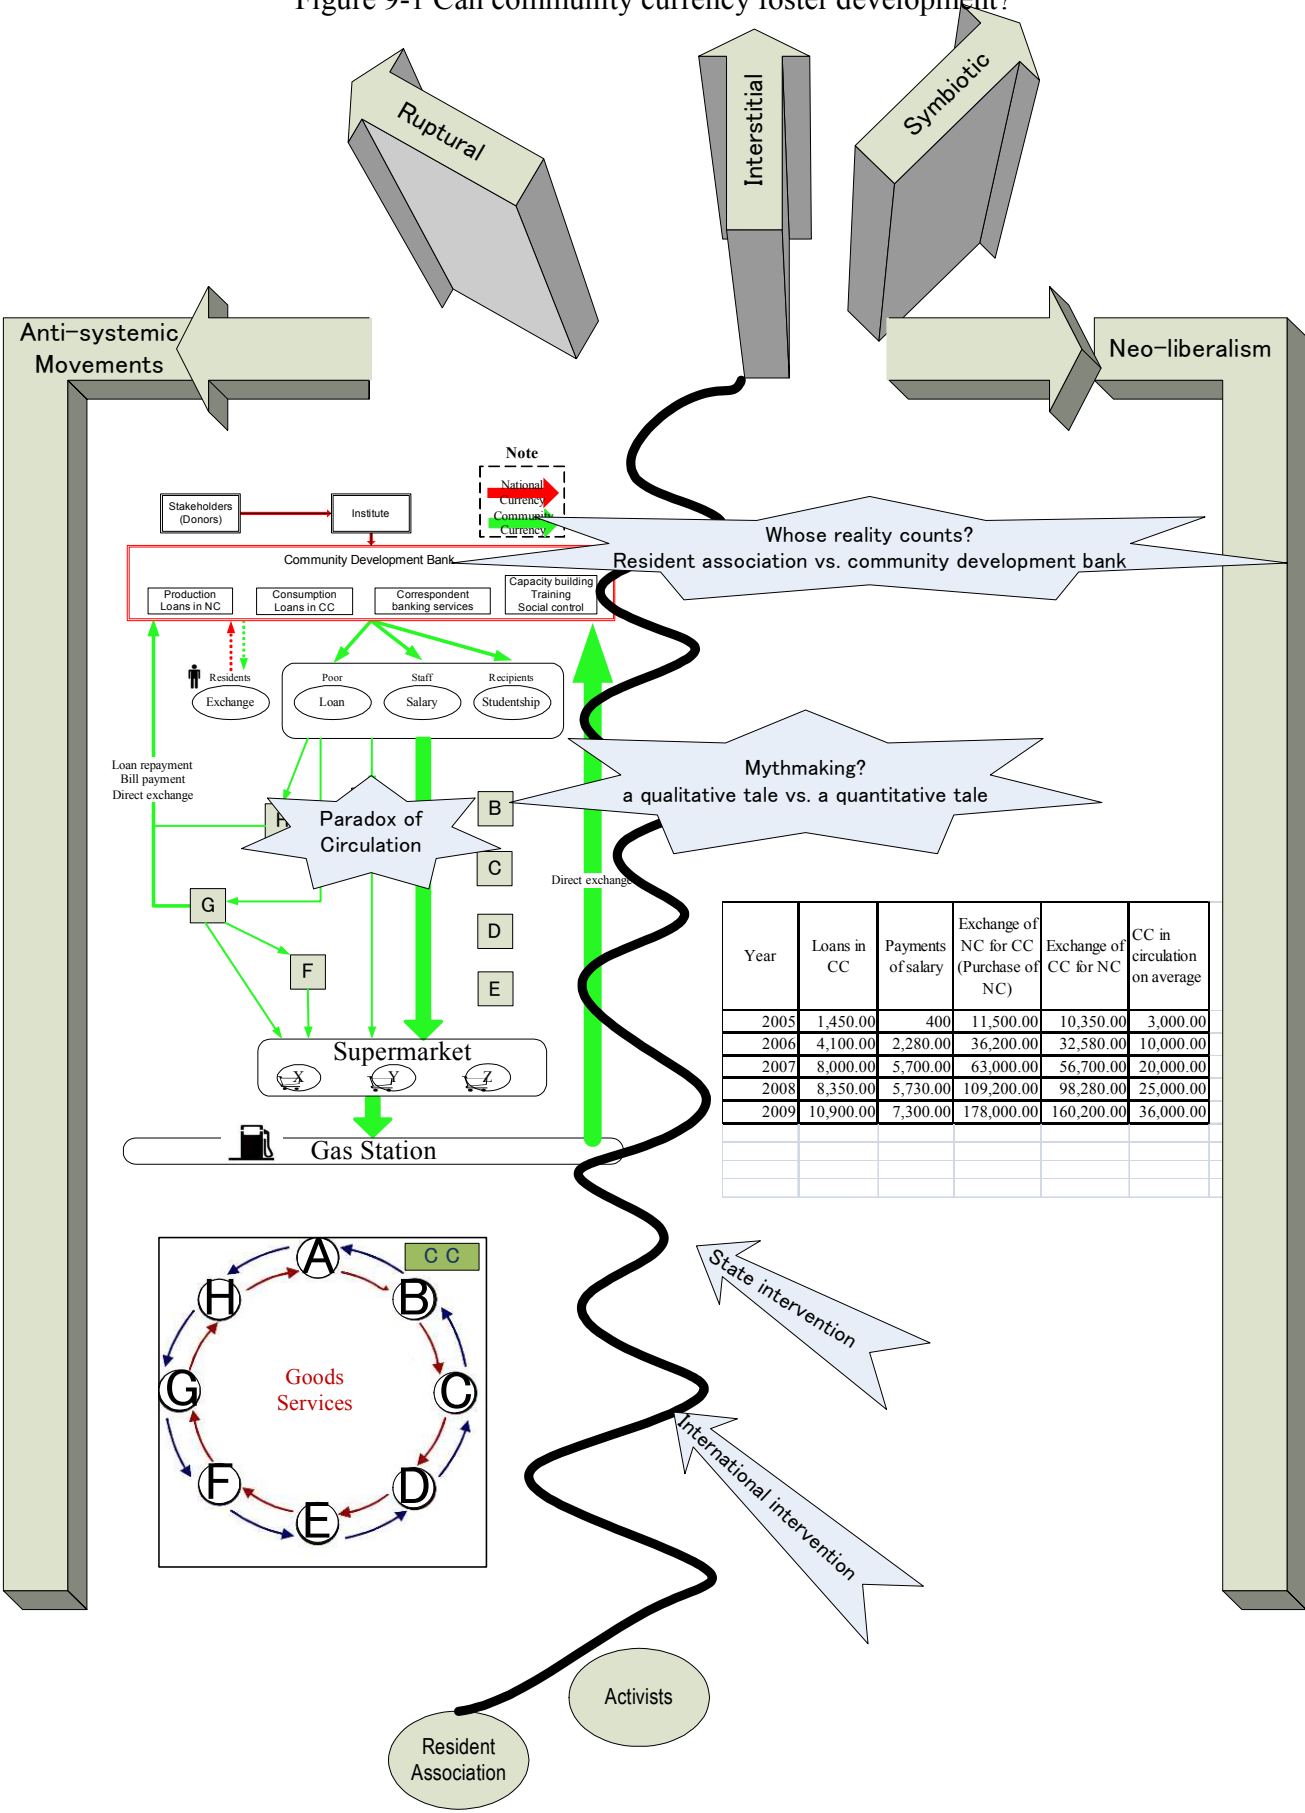 Figure 9-1 Can community currency foster development?
Ruptural
Interstitial
Symbiotic
Anti-systemic
Movements
Neo-liberalism
Note
National
Currency
Community
Currency
Stakeholders
(Donors)
Institute
Community Development Bank
Production
Loans in NC
Consumption
Loans in CC
Correspondent
banking services
Capacity building
Training
Social control
Whose reality counts?
Resident association vs. community development bank
Residents
Exchange
Poor
Loan
Staff
Salary
Recipients
Studentship
Loan repayment
Bill payment
Direct exchange
Mythmaking?
a qualitative tale vs. a quantitative tale
Paradox of
Circulation
B
C
D
E
G
F
Direct exchange
Supermarket
X
Y
Z
Gas Station
Year
Loans in
CC
Payments
of salary
Exchange of
NC for CC
(Purchase of
NC)
Exchange of
CC for NC
CC in
circulation
on average
2005 1,450.00 400 11,500.00 10,350.00 3,000.00
2006 4,100.00 2,280.00 36,200.00 32,580.00 10,000.00
2007 8,000.00 5,700.00 63,000.00 56,700.00 20,000.00
2008 8,350.00 5,730.00 109,200.00 98,280.00 25,000.00
2009 10,900.00 7,300.00 178,000.00 160,200.00 36,000.00
CC
A
B
C
D
E
F
G
H
Goods
Services
State intervention
International intervention
Activists
Resident
Association